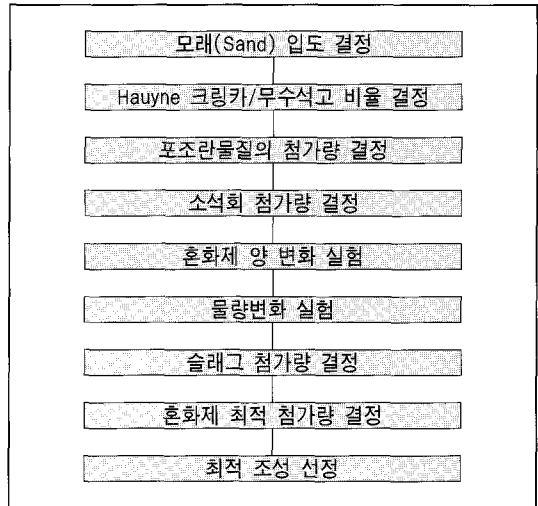 모래(Sand) 입도 결정
Hauyne 크링카/무수석고 비율 결정
포조란물질의 첨가량 결정
소석회 첨가량 결정
혼화제 양 변화 실험
물량변화 실험
슬래그 첨가량 결정
혼화제 최적 첨가량 결정
최적 조성 선정